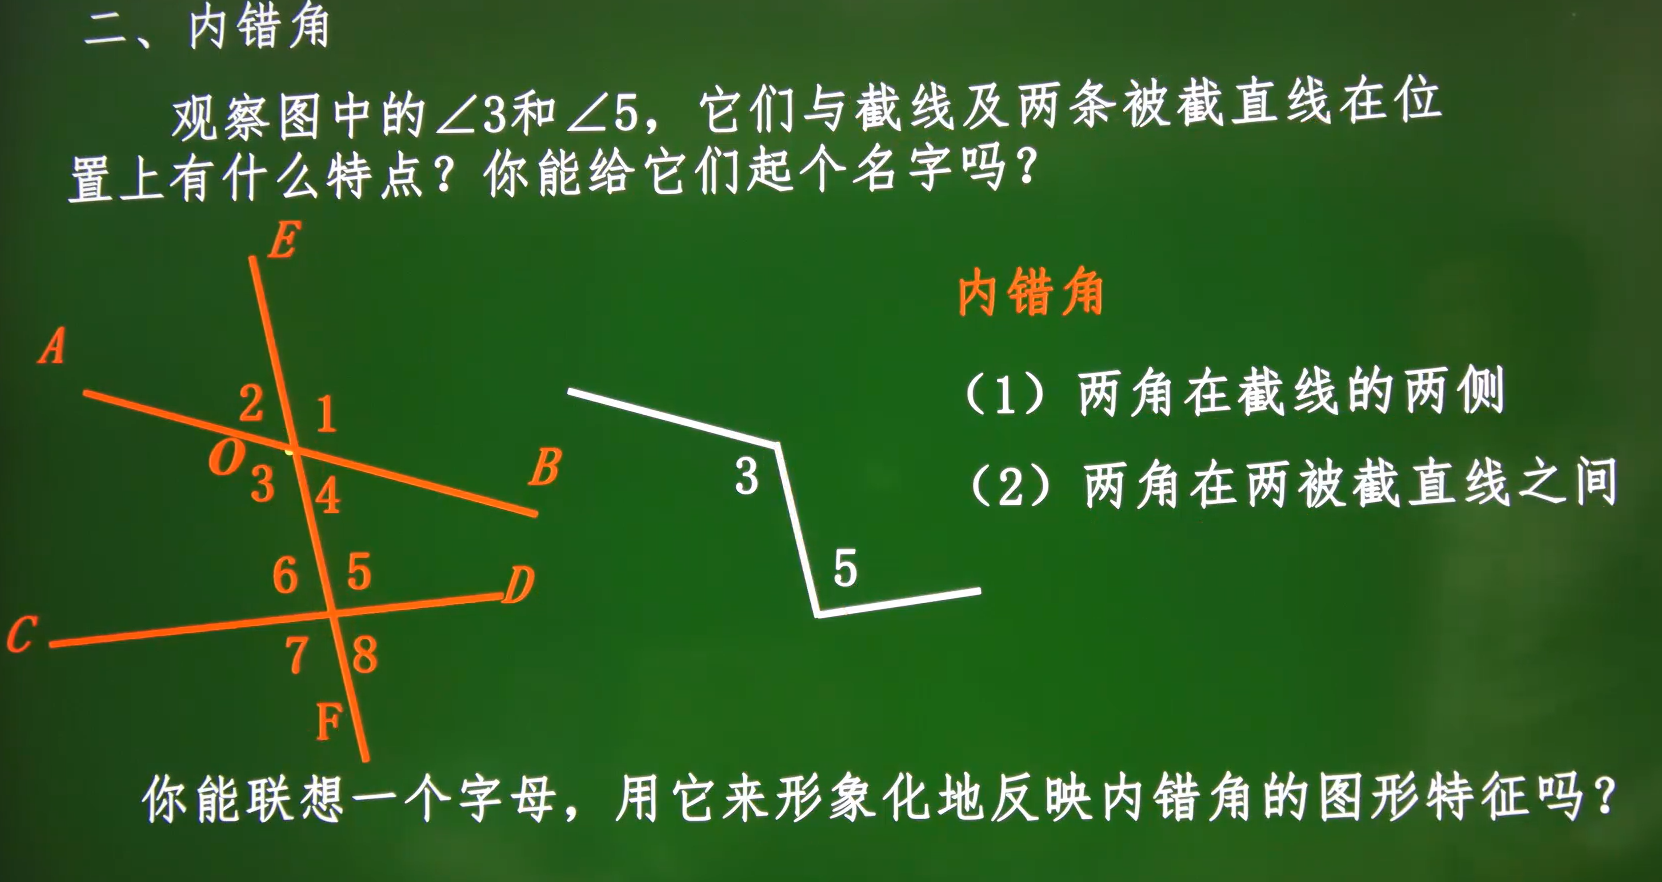 二、内错角
观察图中的∠3和∠5，它们与截线及两条被截直线在位
置上有什么特点？你能给它们起个名字吗？
E
A
2 1
O
3 4
B
6 5
D
C
7 8
F
3
5
内错角
（1）两角在截线的两侧
（2）两角在两被截直线之间
你能联想一个字母，用它来形象化地反映内错角的图形特征吗？